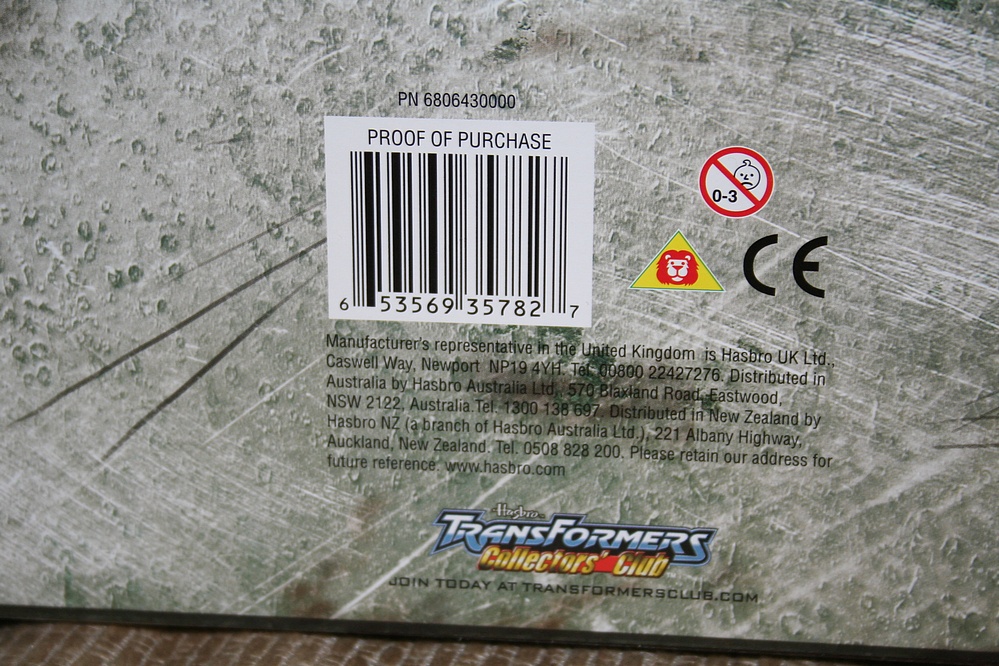 PN 6806430000
PROOF OF PURCHASE
6 53569 35782 7
0-3
CE
Manufacturer's representative in the United Kingdom is Hasbro UK Ltd.,
Caswell Way, Newport NP19 4YH. Tel. 00800 22427276. Distributed in
Australia by Hasbro Australia Ltd., 570 Blaxland Road, Eastwood,
NSW 2122, Australia.Tel. 1300 138 697. Distributed in New Zealand by
Hasbro NZ (a branch of Hasbro Australia Ltd.), 221 Albany Highway,
Auckland, New Zealand. Tel. 0508 828 200. Please retain our address for
future reference. www.hasbro.com
Hasbro
TRANSFORMERS
Collectors' Club
JOIN TODAY AT TRANSFORMERSCLUB.COM